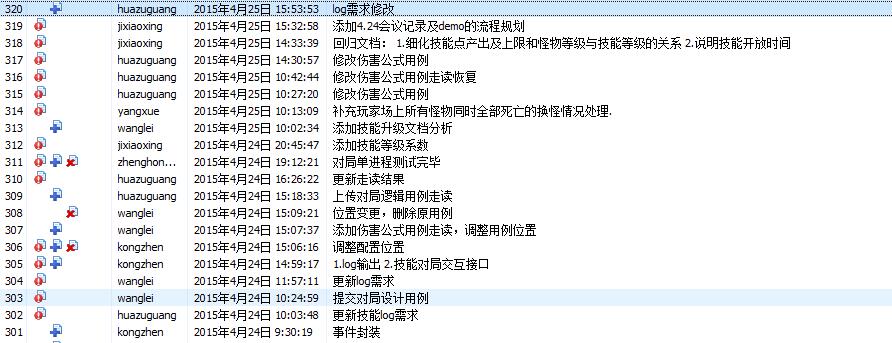 320 huazuguang 2015年4月25日 15:53:53 log需求修改
319 jixiaoxing 2015年4月25日 15:32:58 添加4.24会议记录及demo的流程规划
318 jixiaoxing 2015年4月25日 14:33:39 回归文档： 1.细化技能点产出及上限和怪物等级与技能等级的关系 2.说明技能开放时间
317 huazuguang 2015年4月25日 14:30:57 修改伤害公式用例
316 huazuguang 2015年4月25日 10:42:44 修改伤害公式用例走读恢复
315 huazuguang 2015年4月25日 10:27:20 修改伤害公式用例
314 yangxue 2015年4月25日 10:13:09 补充玩家场上所有怪物同时全部死亡的换怪情况处理.
313 wanglei 2015年4月25日 10:02:34 添加技能升级文档分析
312 jixiaoxing 2015年4月24日 20:45:47 添加技能等级系数
311 zhenghon... 2015年4月24日 19:12:21 对局单进程测试完毕
310 huazuguang 2015年4月24日 16:26:22 更新走读结果
309 huazuguang 2015年4月24日 15:18:33 上传对局逻辑用例走读
308 wanglei 2015年4月24日 15:09:21 位置变更，删除原用例
307 wanglei 2015年4月24日 15:07:37 添加伤害公式用例走读，调整用例位置
306 kongzhen 2015年4月24日 15:06:16 调整配置位置
305 kongzhen 2015年4月24日 14:59:17 1.log输出 2.技能对局交互接口
304 wanglei 2015年4月24日 11:57:11 更新log需求
303 wanglei 2015年4月24日 10:24:59 提交对局设计用例
302 huazuguang 2015年4月24日 10:03:48 更新技能log需求
301 kongzhen 2015年4月24日 9:30:19 事件封装